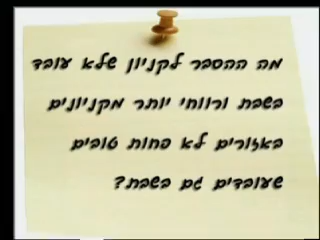 מה ההסבר לקניון שלא עובד
בשבת ורווחי יותר מקניונים
באזורים לא פחות טובים
שעובדים גם בשבת?